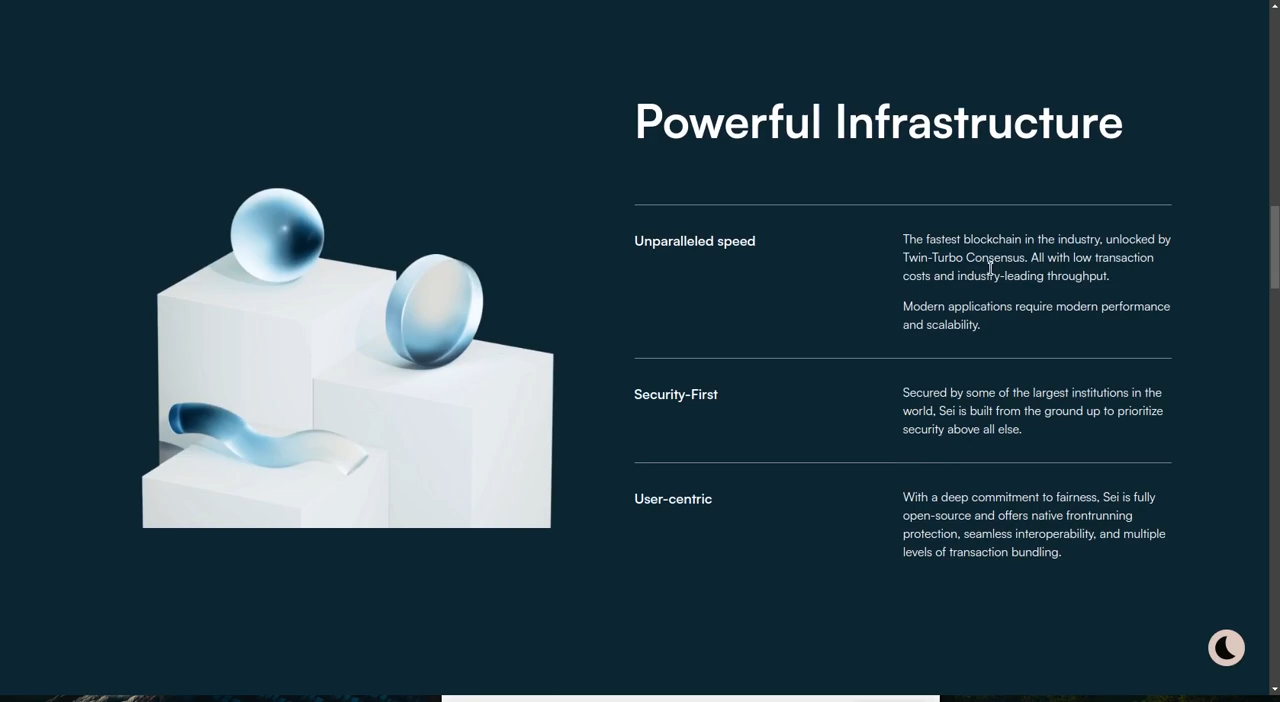 Powerful Infrastructure
Unparalleled speed
The fastest blockchain in the industry, unlocked by
Twin-Turbo Consensus. All with low transaction
costs and industry-leading throughput.
Modern applications require modern performance
and scalability.
Security-First
Secured by some of the largest institutions in the
world, Sei is built from the ground up to prioritize
security above all else.
User-centric
With a deep commitment to fairness, Sei is fully
open-source and offers native frontrunning
protection, seamless interoperability, and multiple
levels of transaction bundling.